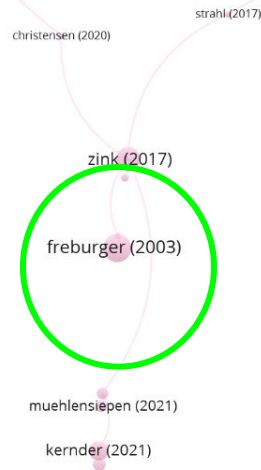 strahl (2017)
christensen (2020)
zink (2017)
freburger (2003)
muehlensiepen (2021)
kernder (2021)